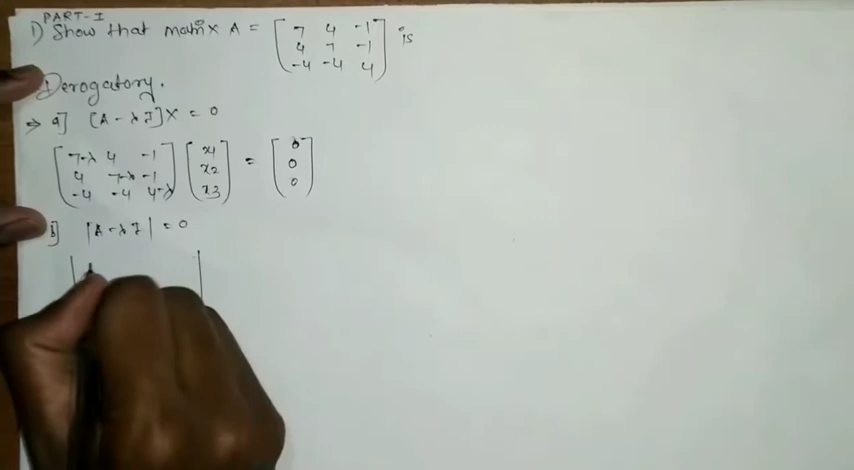 PART-I
1) Show that matrix A = [ 7 4 -1
4 7 -1
-4 -4 4 ] is
Derogatory.
⇒ a] [A - λI]X = 0
[ 7-λ 4 -1
4 7-λ -1
-4 -4 4-λ ] [ x1
x2
x3 ] = [ 0
0
0 ]
b] |A - λI| = 0